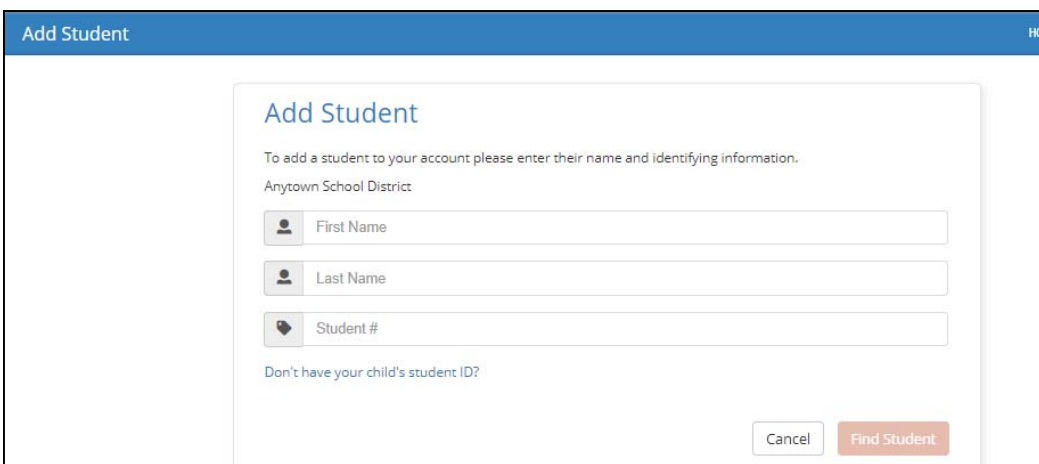 Add Student
Add Student
To add a student to your account please enter their name and identifying information.
Anytown School District
First Name
Last Name
Student #
Don't have your child's student ID?
Cancel Find Student